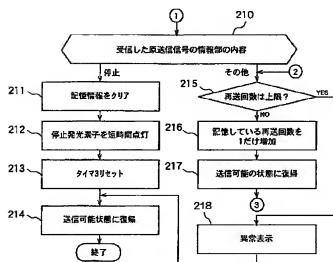 1
210
受信した原送信信号の情報部の内容
停止
その他
2
211
記憶情報をクリア
215
再送回数は上限?
YES
NO
212
停止発光素子を短時間点灯
216
記憶している再送回数を
1だけ増加
213
タイマ3リセット
217
送信可能の状態に復帰
3
214
送信可能状態に復帰
218
異常表示
終了